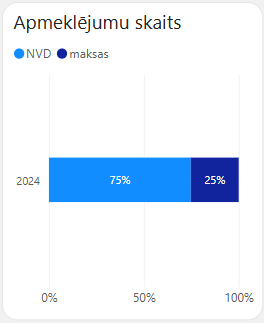 Apmeklējumu skaits
NVD maksas
2024 75% 25%
0% 50% 100%